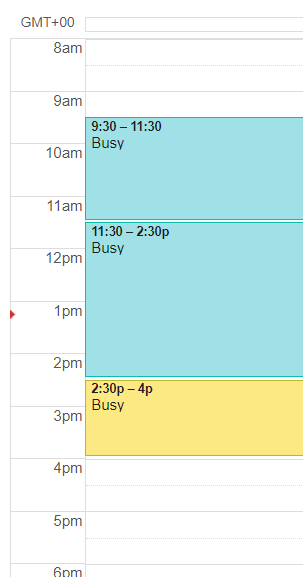 GMT+00
8am
9am
9:30 – 11:30
Busy
10am
11am
11:30 – 2:30p
Busy
12pm
1pm
2pm
2:30p – 4p
Busy
3pm
4pm
5pm
6pm